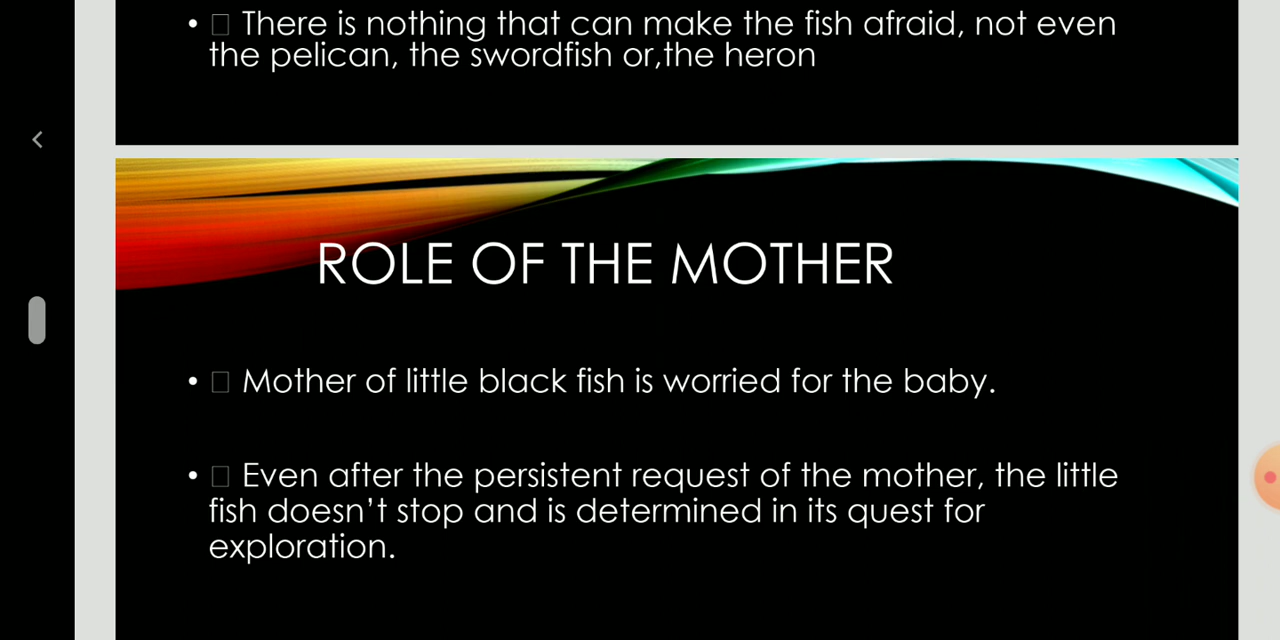 • □ There is nothing that can make the fish afraid, not even
the pelican, the swordfish or,the heron
ROLE OF THE MOTHER
• □ Mother of little black fish is worried for the baby.
• □ Even after the persistent request of the mother, the little
fish doesn’t stop and is determined in its quest for
exploration.